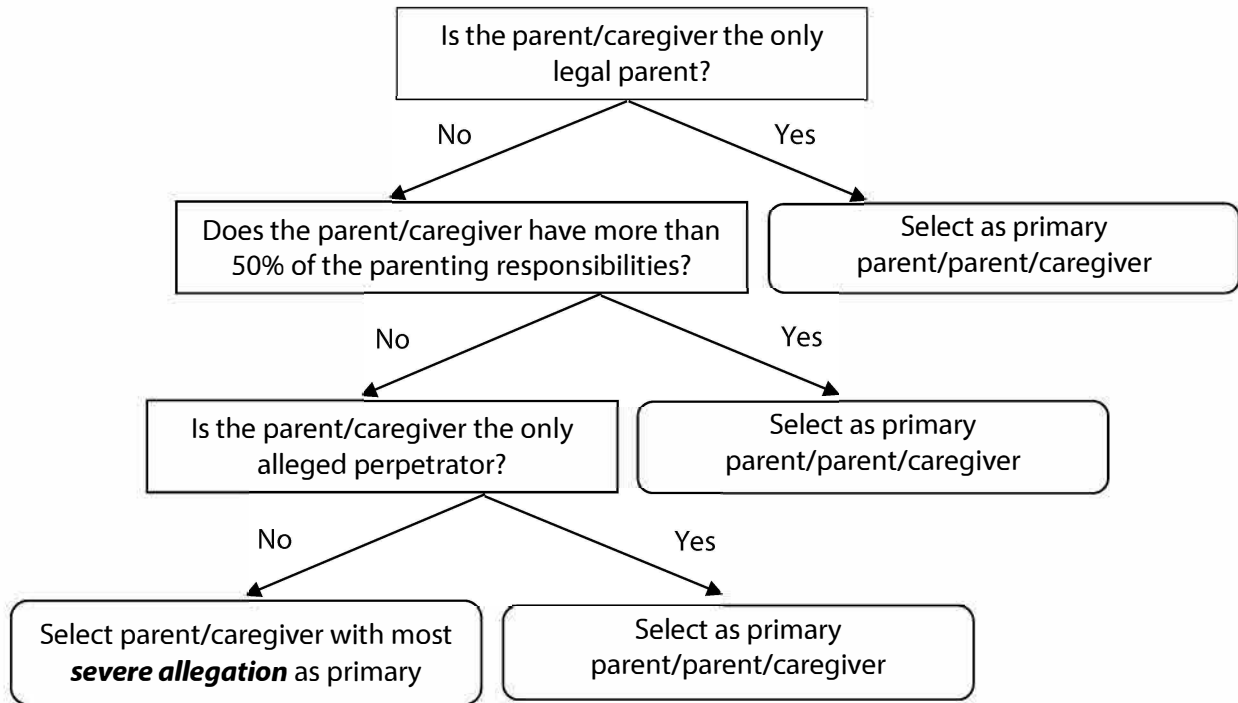 Is the parent/caregiver the only
legal parent?
No
Yes
Does the parent/caregiver have more than
50% of the parenting responsibilities?
Select as primary
parent/parent/caregiver
No
Yes
Is the parent/caregiver the only
alleged perpetrator?
Select as primary
parent/parent/caregiver
No
Yes
Select parent/caregiver with most
severe allegation as primary
Select as primary
parent/parent/caregiver